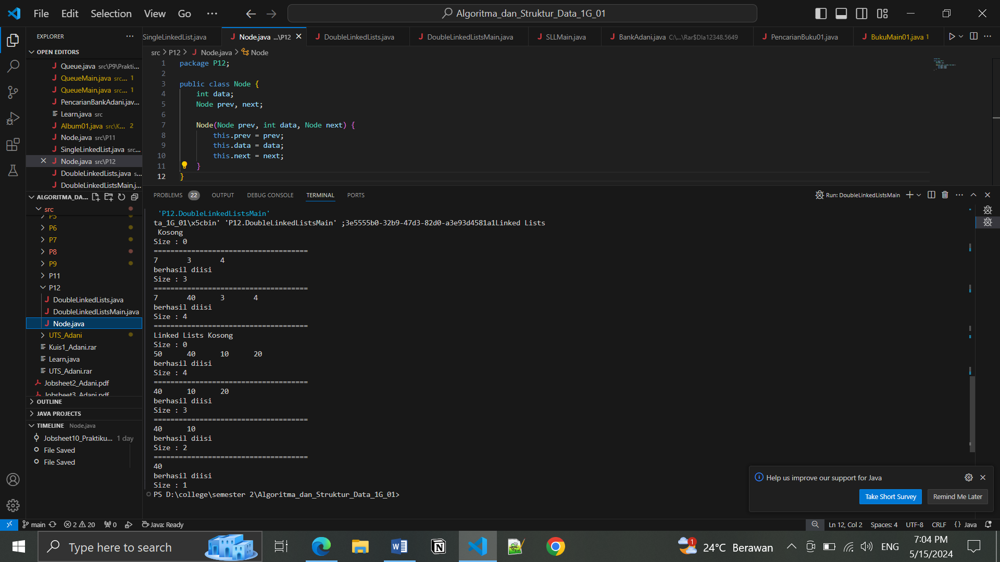 File Edit Selection View Go ···
Algoritma_dan_Struktur_Data_1G_01
EXPLORER ···
SingleLinkedList.java
Node.java ...\P12
DoubleLinkedLists.java
DoubleLinkedListsMain.java
SLLMain.java
BankAdani.java C:\...\Rar$DIa12348.5649
PencarianBuku01.java
BukuMain01.java 1
OPEN EDITORS
Queue.java src\P9\Prakti...
QueueMain.java src... 1
QueueMain.java src... 1
PencarianBankAdani.jav...
Learn,java src
Album01.java src\K... 2
Node.java src\P11
SingleLinkedList.java src...
Node.java src\P12
DoubleLinkedLists.java s...
DoubleLinkedListsMain.j...
ALGORITMA_DA...
src
P5
P6
P7
P8
P9
P11
P12
DoubleLinkedLists.java
DoubleLinkedListsMain.java
Node.java
UTS_Adani
Kuis1_Adani.rar
Learn,java
UTS_Adani.rar
Jobsheet2_Adani.pdf
Jobsheet3_Adani.pdf
OUTLINE
JAVA PROJECTS
TIMELINE Node.java
Jobsheet10_Praktiku... 1 day
File Saved
File Saved
src > P12 > Node.java > Node
1 package P12;
2
3 public class Node {
4 int data;
5 Node prev, next;
6
7 Node(Node prev, int data, Node next) {
8 this.prev = prev;
9 this.data = data;
10 this.next = next;
11 }
12 }
PROBLEMS 22 OUTPUT DEBUG CONSOLE TERMINAL PORTS
Run: DoubleLinkedListsMain
'P12.DoubleLinkedListsMain'
ta_1G_01\x5cbin' 'P12.DoubleLinkedListsMain' ;3e5555b0-32b9-47d3-82d0-a3e93d4581a1Linked Lists
Kosong
Size : 0
=====================================
7 3 4
berhasil diisi
Size : 3
=====================================
7 40 3 4
berhasil diisi
Size : 4
=====================================
Linked Lists Kosong
Size : 0
50 40 10 20
berhasil diisi
Size : 4
=====================================
40 10 20
berhasil diisi
Size : 3
=====================================
40 10
berhasil diisi
Size : 2
=====================================
40
berhasil diisi
Size : 1
PS D:\college\semester 2\Algoritma_dan_Struktur_Data_1G_01>
Help us improve our support for Java
Take Short Survey Remind Me Later
main 2 20 0 Java: Ready
Ln 12, Col 2 Spaces: 4 UTF-8 CRLF {} Java
Type here to search
1 24°C Berawan
ENG
7:04 PM
5/15/2024